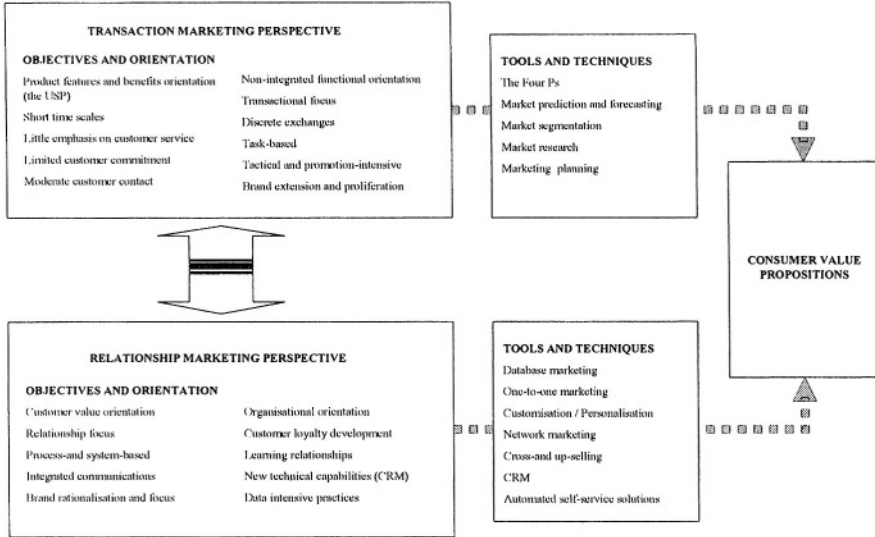 TRANSACTION MARKETING PERSPECTIVE
OBJECTIVES AND ORIENTATION
Product features and benefits orientation
(the USP)
Short time scales
Little emphasis on customer service
Limited customer commitment
Moderate customer contact
Non-integrated functional orientation
Transactional focus
Discrete exchanges
Task-based
Tactical and promotion-intensive
Brand extension and proliferation
TOOLS AND TECHNIQUES
The Four Ps
Market prediction and forecasting
Market segmentation
Market research
Marketing planning
CONSUMER VALUE
PROPOSITIONS
RELATIONSHIP MARKETING PERSPECTIVE
OBJECTIVES AND ORIENTATION
Customer value orientation
Relationship focus
Process-and system-based
Integrated communications
Brand rationalisation and focus
Organisational orientation
Customer loyalty development
Learning relationships
New technical capabilities (CRM)
Data intensive practices
TOOLS AND TECHNIQUES
Database marketing
One-to-one marketing
Customisation / Personalisation
Network marketing
Cross-and up-selling
CRM
Automated self-service solutions